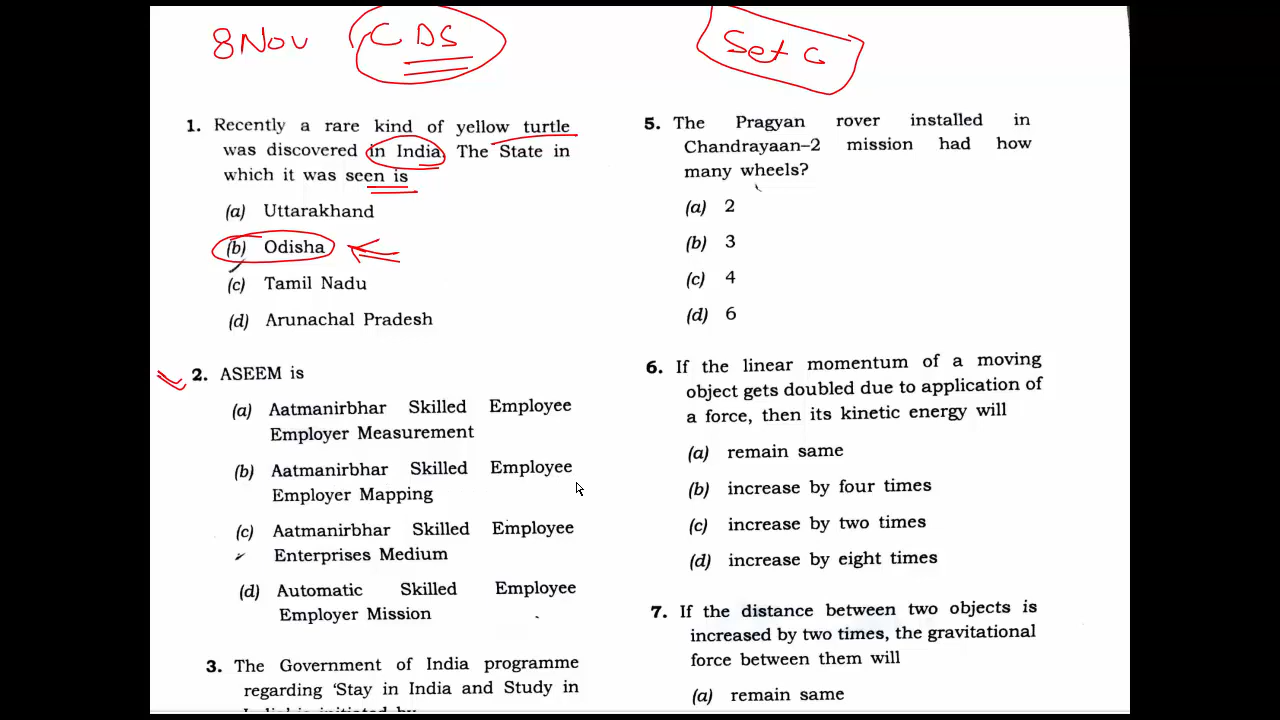 8 Nov CDS Set C
1. Recently a rare kind of yellow turtle
was discovered in India. The State in
which it was seen is
(a) Uttarakhand
(b) Odisha
(c) Tamil Nadu
(d) Arunachal Pradesh
2. ASEEM is
(a) Aatmanirbhar Skilled Employee
Employer Measurement
(b) Aatmanirbhar Skilled Employee
Employer Mapping
(c) Aatmanirbhar Skilled Employee
Enterprises Medium
(d) Automatic Skilled Employee
Employer Mission
3. The Government of India programme
regarding 'Stay in India and Study in
5. The Pragyan rover installed in
Chandrayaan-2 mission had how
many wheels?
(a) 2
(b) 3
(c) 4
(d) 6
6. If the linear momentum of a moving
object gets doubled due to application of
a force, then its kinetic energy will
(a) remain same
(b) increase by four times
(c) increase by two times
(d) increase by eight times
7. If the distance between two objects is
increased by two times, the gravitational
force between them will
(a) remain same